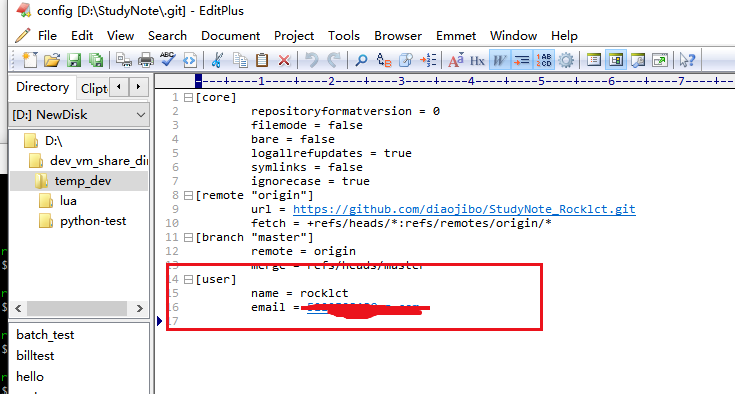 config [D:\StudyNote\.git] - EditPlus
File Edit View Search Document Project Tools Browser Emmet Window Help
Directory Clipt
[D:] NewDisk
D:\
dev_vm_share_di
temp_dev
lua
python-test
batch_test
billtest
hello
----+----1----+----2----+----3----+----4----+----5----+----6----+----7--
1 [core]
2 repositoryformatversion = 0
3 filemode = false
4 bare = false
5 logallrefupdates = true
6 symlinks = false
7 ignorecase = true
8 [remote "origin"]
9 url = https://github.com/diaojibo/StudyNote_Rocklct.git
10 fetch = +refs/heads/*:refs/remotes/origin/*
11 [branch "master"]
12 remote = origin
13 merge = refs/heads/master
14 [user]
15 name = rocklct
16 email =
17